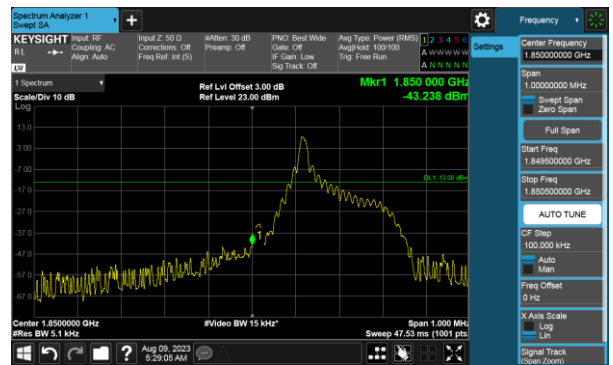 Spectrum Analyzer 1
Swept SA
Frequency
KEYSIGHT
RL
LW
Input: RF
Coupling: AC
Align: Auto
Input Z: 50 Ω
Corrections: Off
Freq Ref: Int (S)
#Atten: 30 dB
Preamp: Off
PNO: Best Wide
Gate: Off
IF Gain: Low
Sig Track: Off
Avg Type: Power (RMS)
Avg|Hold: 100/100
Trig: Free Run
1 2 3 4 5 6
A W W W W W
A N N N N N
1 Spectrum
Scale/Div 10 dB
Log
Ref Lvl Offset 3.00 dB
Ref Level 23.00 dBm
Mkr1 1.850 000 GHz
-43.238 dBm
13.0
3.00
-7.00
-17.0
-27.0
-37.0
-47.0
-57.0
-67.0
DL1 -13.00 dBm
1
Center 1.8500000 GHz
#Res BW 5.1 kHz
#Video BW 15 kHz*
Span 1.000 MHz
Sweep 47.53 ms (1001 pts
?
Aug 09, 2023
5:29:05 AM
Settings
Center Frequency
1.850000000 GHz
Span
1.00000000 MHz
Swept Span
Zero Span
Full Span
Start Freq
1.849500000 GHz
Stop Freq
1.850500000 GHz
AUTO TUNE
CF Step
100.000 kHz
Auto
Man
Freq Offset
0 Hz
X Axis Scale
Log
Lin
Signal Track
(Span Zoom)